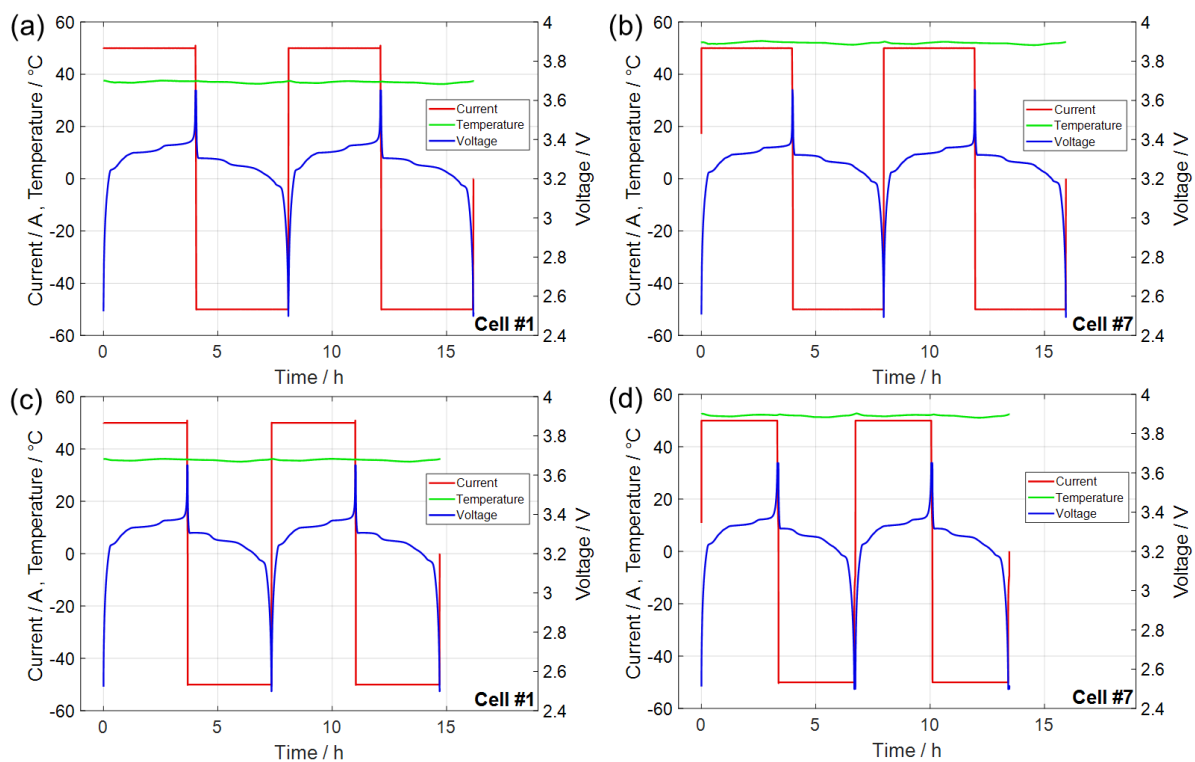 (a)
Current / A, Temperature / °C
60
40
20
0
-20
-40
-60
4
3.8
3.6
3.4
3.2
3
2.8
2.6
2.4
Voltage / V
Current
Temperature
Voltage
Cell #1
0
5
10
15
Time / h
(b)
Current / A, Temperature / °C
60
40
20
0
-20
-40
-60
4
3.8
3.6
3.4
3.2
3
2.8
2.6
2.4
Voltage / V
Current
Temperature
Voltage
Cell #7
0
5
10
15
Time / h
(c)
Current / A, Temperature / °C
60
40
20
0
-20
-40
-60
4
3.8
3.6
3.4
3.2
3
2.8
2.6
2.4
Voltage / V
Current
Temperature
Voltage
Cell #1
0
5
10
15
Time / h
(d)
Current / A, Temperature / °C
60
40
20
0
-20
-40
-60
4
3.8
3.6
3.4
3.2
3
2.8
2.6
2.4
Voltage / V
Current
Temperature
Voltage
Cell #7
0
5
10
15
Time / h